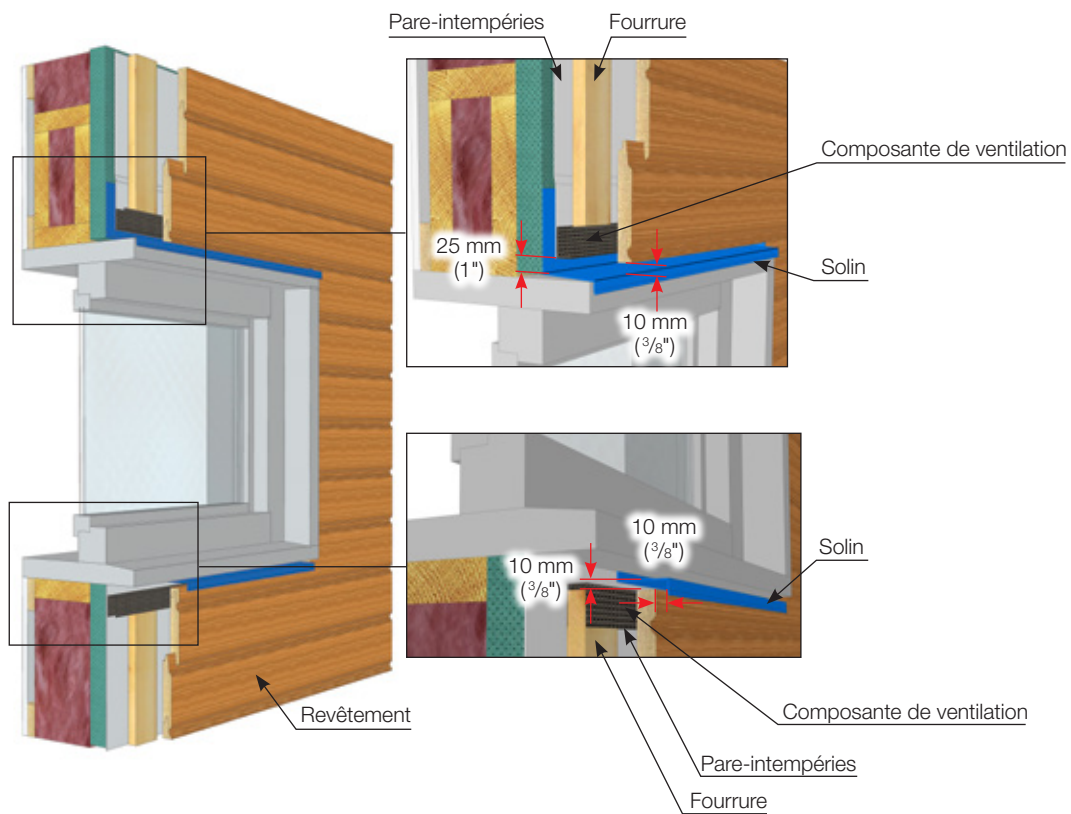 Pare-intempéries
Fourrure
Composante de ventilation
25 mm
(1")
Solin
10 mm
(3/8")
10 mm
(3/8")
10 mm
(3/8")
Solin
Revêtement
Composante de ventilation
Pare-intempéries
Fourrure